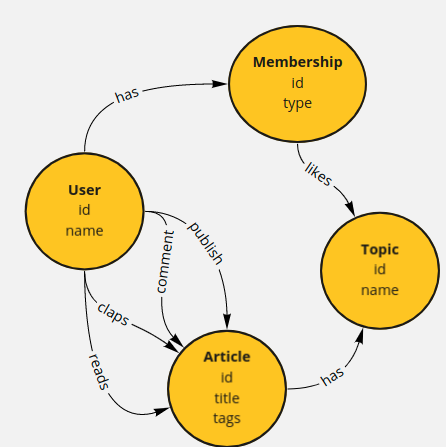 Membership
id
type
has
likes
User
id
name
publish
comment
Topic
id
name
claps
reads
Article
id
title
tags
has